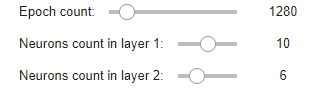 Epoch count: 1280
Neurons count in layer 1: 10
Neurons count in layer 2: 6